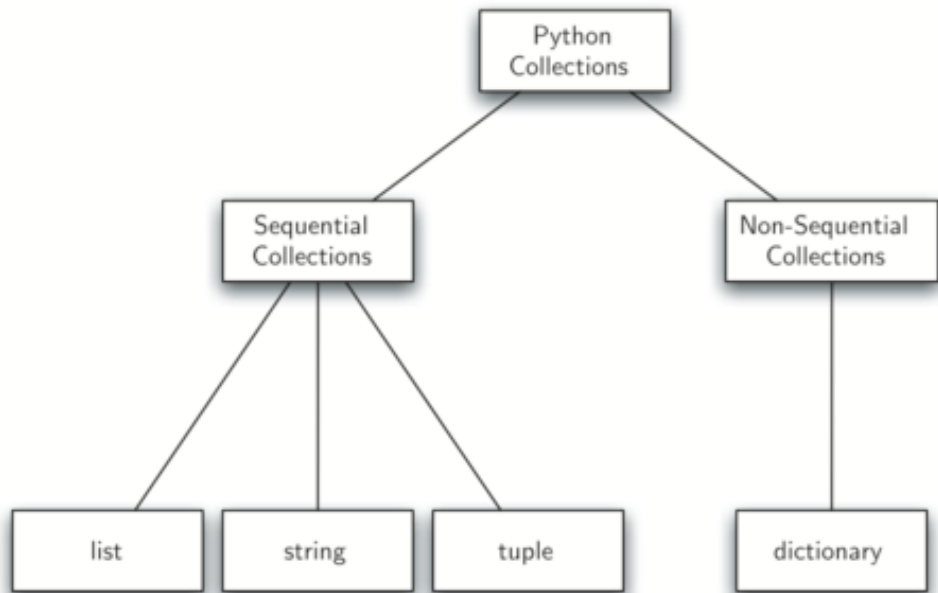 Python
Collections
Sequential
Collections
Non-Sequential
Collections
list
string
tuple
dictionary